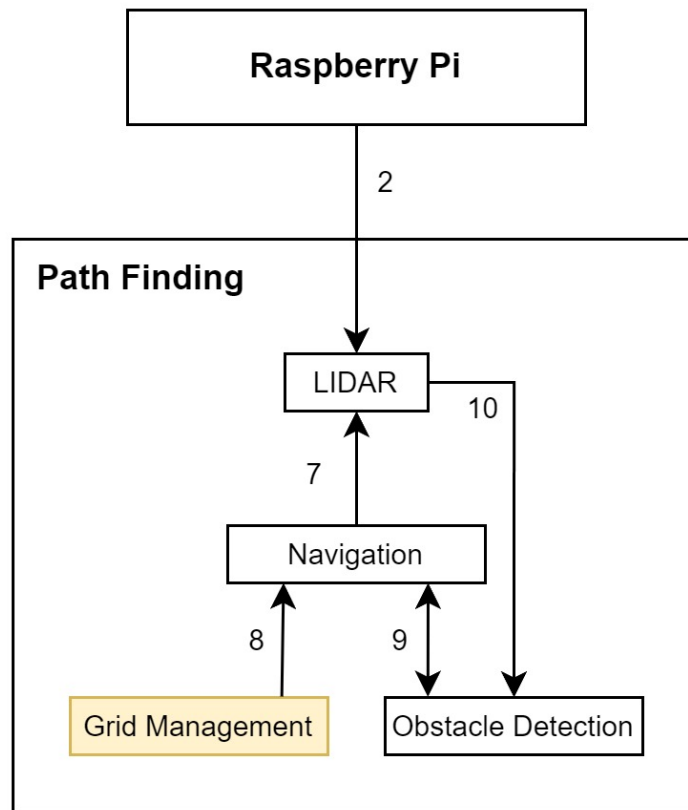 Raspberry Pi
2
Path Finding
LIDAR
10
7
Navigation
8
9
Grid Management
Obstacle Detection